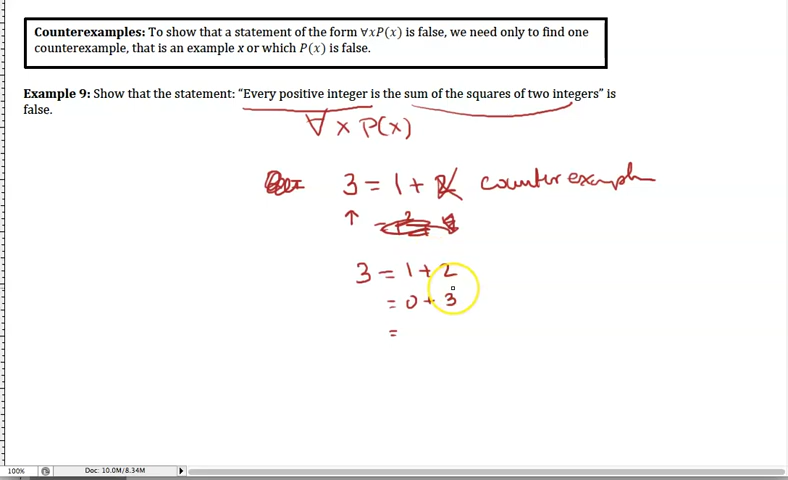 Counterexamples: To show that a statement of the form ∀xP(x) is false, we need only to find one
counterexample, that is an example x or which P(x) is false.
Example 9: Show that the statement: "Every positive integer is the sum of the squares of two integers" is
false.
∀ x P(x)
3 = 1 + 2 counterexample
↑ =
3 = 1 + 2
= 0 + 3
=
100% Doc: 10.0M/8.34M